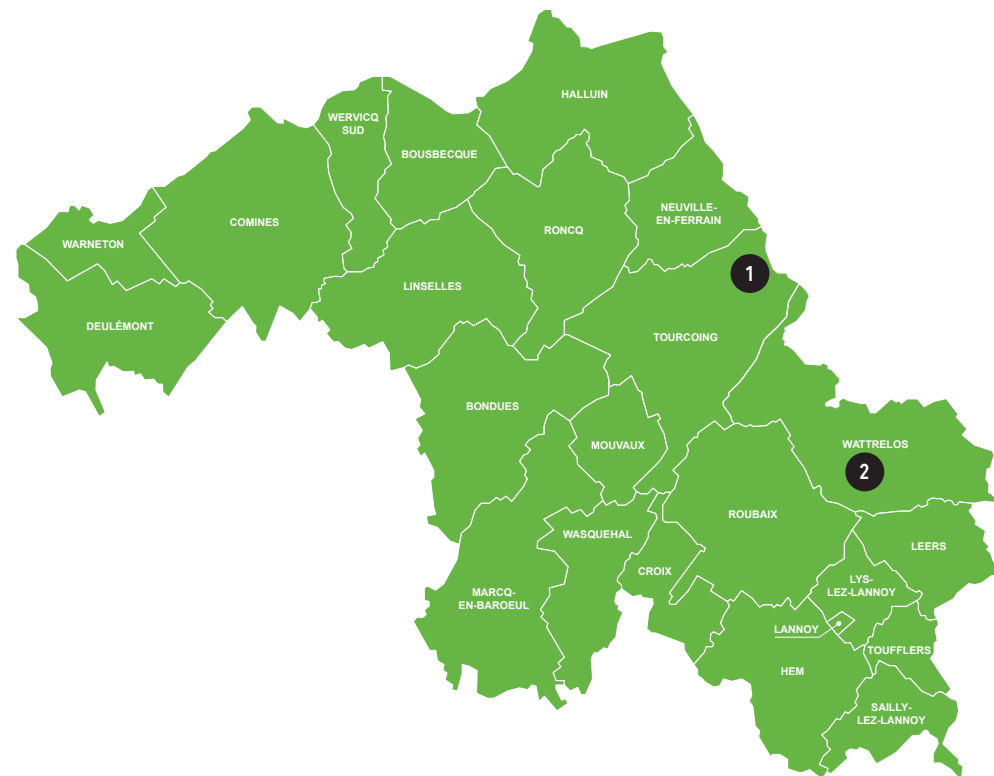 HALLUIN
WERVICQ
SUD
BOUSBECQUE
NEUVILLE-
EN-FERRAIN
COMINES
RONCQ
WARNETON
1
LINSELLES
DEULÉMONT
TOURCOING
BONDUES
MOUVAUX
WATTRELOS
2
ROUBAIX
WASQUEHAL
LEERS
CROIX
LYS-
LEZ-LANNOY
MARCQ-
EN-BAROEUL
LANNOY
TOUFFLERS
HEM
SAILLY-
LEZ-LANNOY